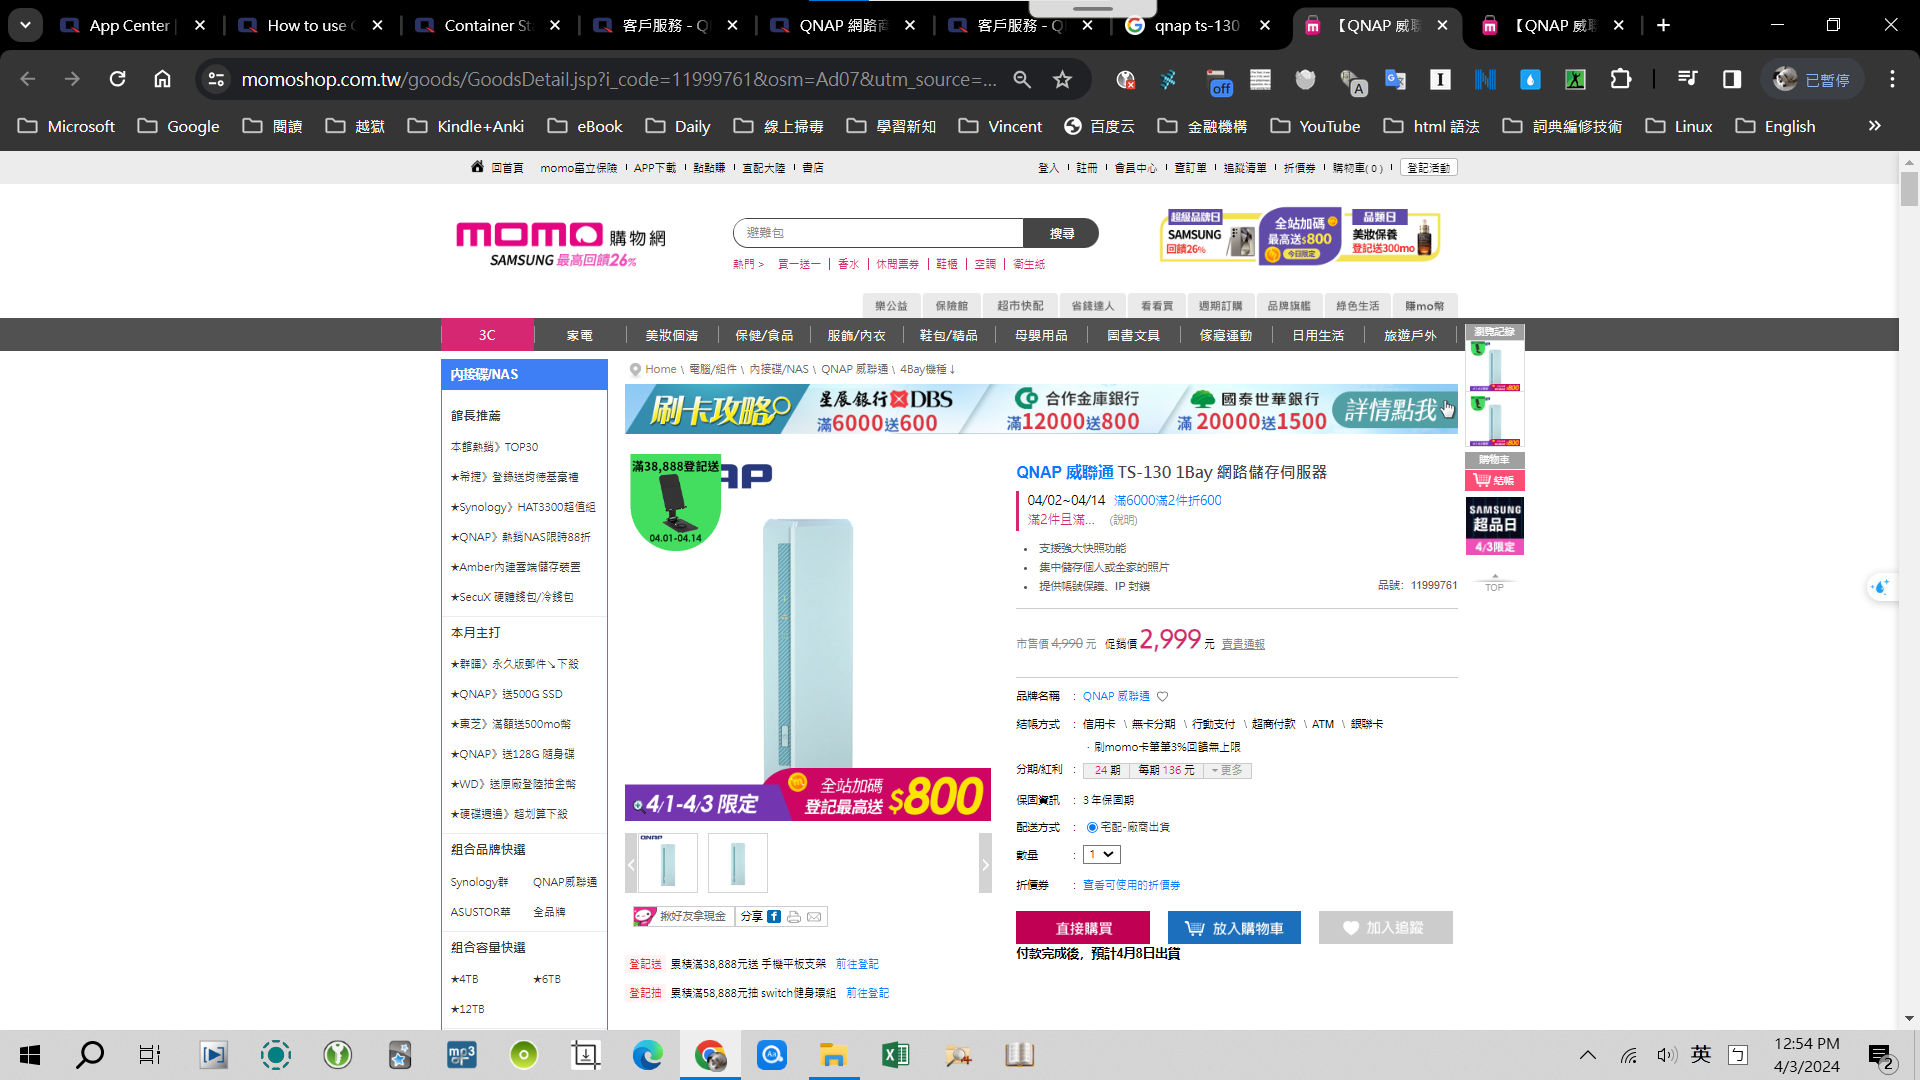 App Center
How to use
Container St
客戶服務 - Q
QNAP 網路商
客戶服務 - Q
qnap ts-130
【QNAP 威聯
【QNAP 威聯
momoshop.com.tw/goods/GoodsDetail.jsp?i_code=11999761&osm=Ad07&utm_source=...
off
A
已暫停
Microsoft
Google
閱讀
越獄
Kindle+Anki
eBook
Daily
線上掃毒
學習新知
Vincent
百度云
金融機構
YouTube
html 語法
詞典編修技術
Linux
English
回首頁
momo富立保險
APP下載
點點賺
直配大陸
書店
登入
註冊
會員中心
查訂單
追蹤清單
折價券
購物車( 0 )
登記活動
momo 購物網
SAMSUNG 最高回饋26%
避難包
搜尋
熱門 >
買一送一
香水
休閒票券
鞋櫃
空調
衛生紙
超級品牌日
SAMSUNG
回饋26%
全站加碼
最高送$800
今日限定
品類日
美妝保養
登記送300mo
樂公益
保險館
超市快配
省錢達人
看看買
週期訂購
品牌旗艦
綠色生活
賺mo幣
3C
家電
美妝個清
保健/食品
服飾/內衣
鞋包/精品
母嬰用品
圖書文具
傢寢運動
日用生活
旅遊戶外
瀏覽記錄
內接碟/NAS
館長推薦
本館熱銷》TOP30
★希捷》登錄送肯德基豪禮
★Synology》HAT3300超值組
★QNAP》熱銷NAS限時88折
★Amber內建雲端儲存裝置
★SecuX 硬體錢包/冷錢包
本月主打
★群暉》永久版郵件↘下殺
★QNAP》送500G SSD
★東芝》滿額送500mo幣
★QNAP》送128G 隨身碟
★WD》送原廠登陸抽金幣
★硬碟週邊》超划算下殺
組合品牌快選
Synology群
QNAP威聯通
ASUSTOR華
全品牌
組合容量快選
★4TB
★6TB
★12TB
Home \ 電腦/組件 \ 內接碟/NAS \ QNAP 威聯通 \ 4Bay機種↓
刷卡攻略
星辰銀行 DBS
滿6000送600
合作金庫銀行
滿12000送800
國泰世華銀行
滿 20000送1500
詳情點我
滿38,888登記送
04.01-04.14
4/1-4/3 限定
全站加碼
登記最高送
$800
QNAP
揪好友拿現金
分享
登記送 累積滿38,888元送 手機平板支架 前往登記
登記抽 累積滿58,888元抽 switch健身環組 前往登記
QNAP 威聯通 TS-130 1Bay 網路儲存伺服器
04/02~04/14 滿6000滿2件折600
滿2件且滿... (說明)
支援強大快照功能
集中儲存個人或全家的照片
提供帳號保護、IP 封鎖
品號: 11999761
市售價 4,990 元 促銷價 2,999 元 賣貴通報
品牌名稱 : QNAP 威聯通
結帳方式 : 信用卡 \ 無卡分期 \ 行動支付 \ 超商付款 \ ATM \ 銀聯卡
· 刷momo卡筆筆3%回饋無上限
分期/紅利 : 24 期 每期 136 元 更多
保固資訊 : 3 年保固期
配送方式 : 宅配-廠商出貨
數量 : 1
折價券 : 查看可使用的折價券
直接購買
放入購物車
加入追蹤
付款完成後，預計4月8日出貨
$800
$800
購物車
結帳
SAMSUNG
超品日
4/3限定
TOP
mp3
英
12:54 PM
4/3/2024
2